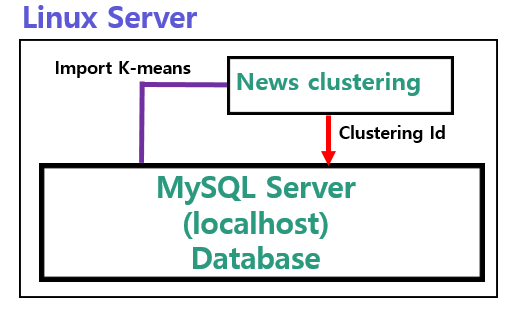 Linux Server
Import K-means
News clustering
Clustering Id
MySQL Server
(localhost)
Database